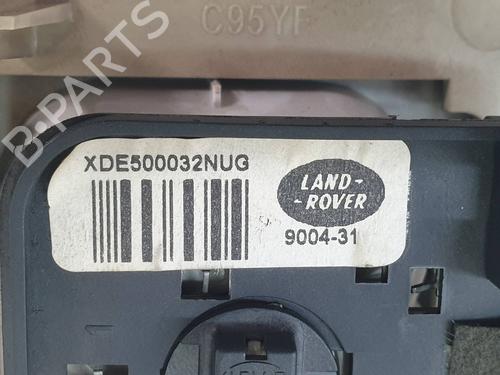 C95YF
B-PARTS
XDE500032NUG
LAND-
-ROVER
9004-31